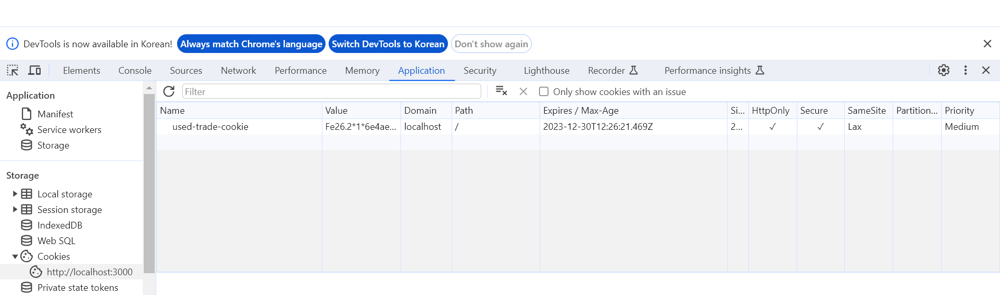 DevTools is now available in Korean! Always match Chrome's language Switch DevTools to Korean Don't show again
Elements Console Sources Network Performance Memory Application Security Lighthouse Recorder Performance insights
Application
Manifest
Service workers
Storage
Storage
Local storage
Session storage
IndexedDB
Web SQL
Cookies
http://localhost:3000
Private state tokens
Filter Only show cookies with an issue
Name Value Domain Path Expires / Max-Age Si... HttpOnly Secure SameSite Partition... Priority
used-trade-cookie Fe26.2*1*6e4ae... localhost / 2023-12-30T12:26:21.469Z 2... ✓ ✓ Lax Medium